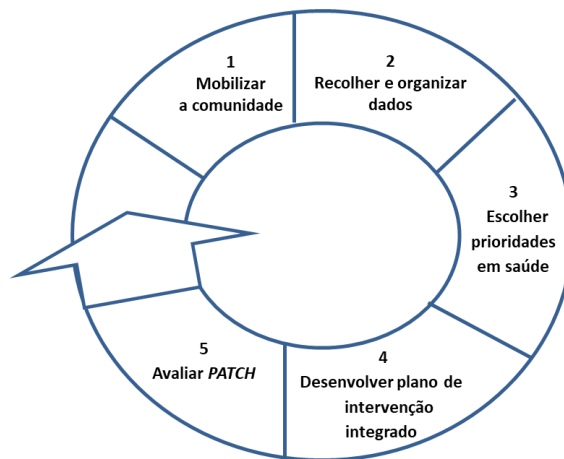 1
Mobilizar
a comunidade
2
Recolher e organizar
dados
3
Escolher
prioridades
em saúde
4
Desenvolver plano de
intervenção
integrado
5
Avaliar PATCH